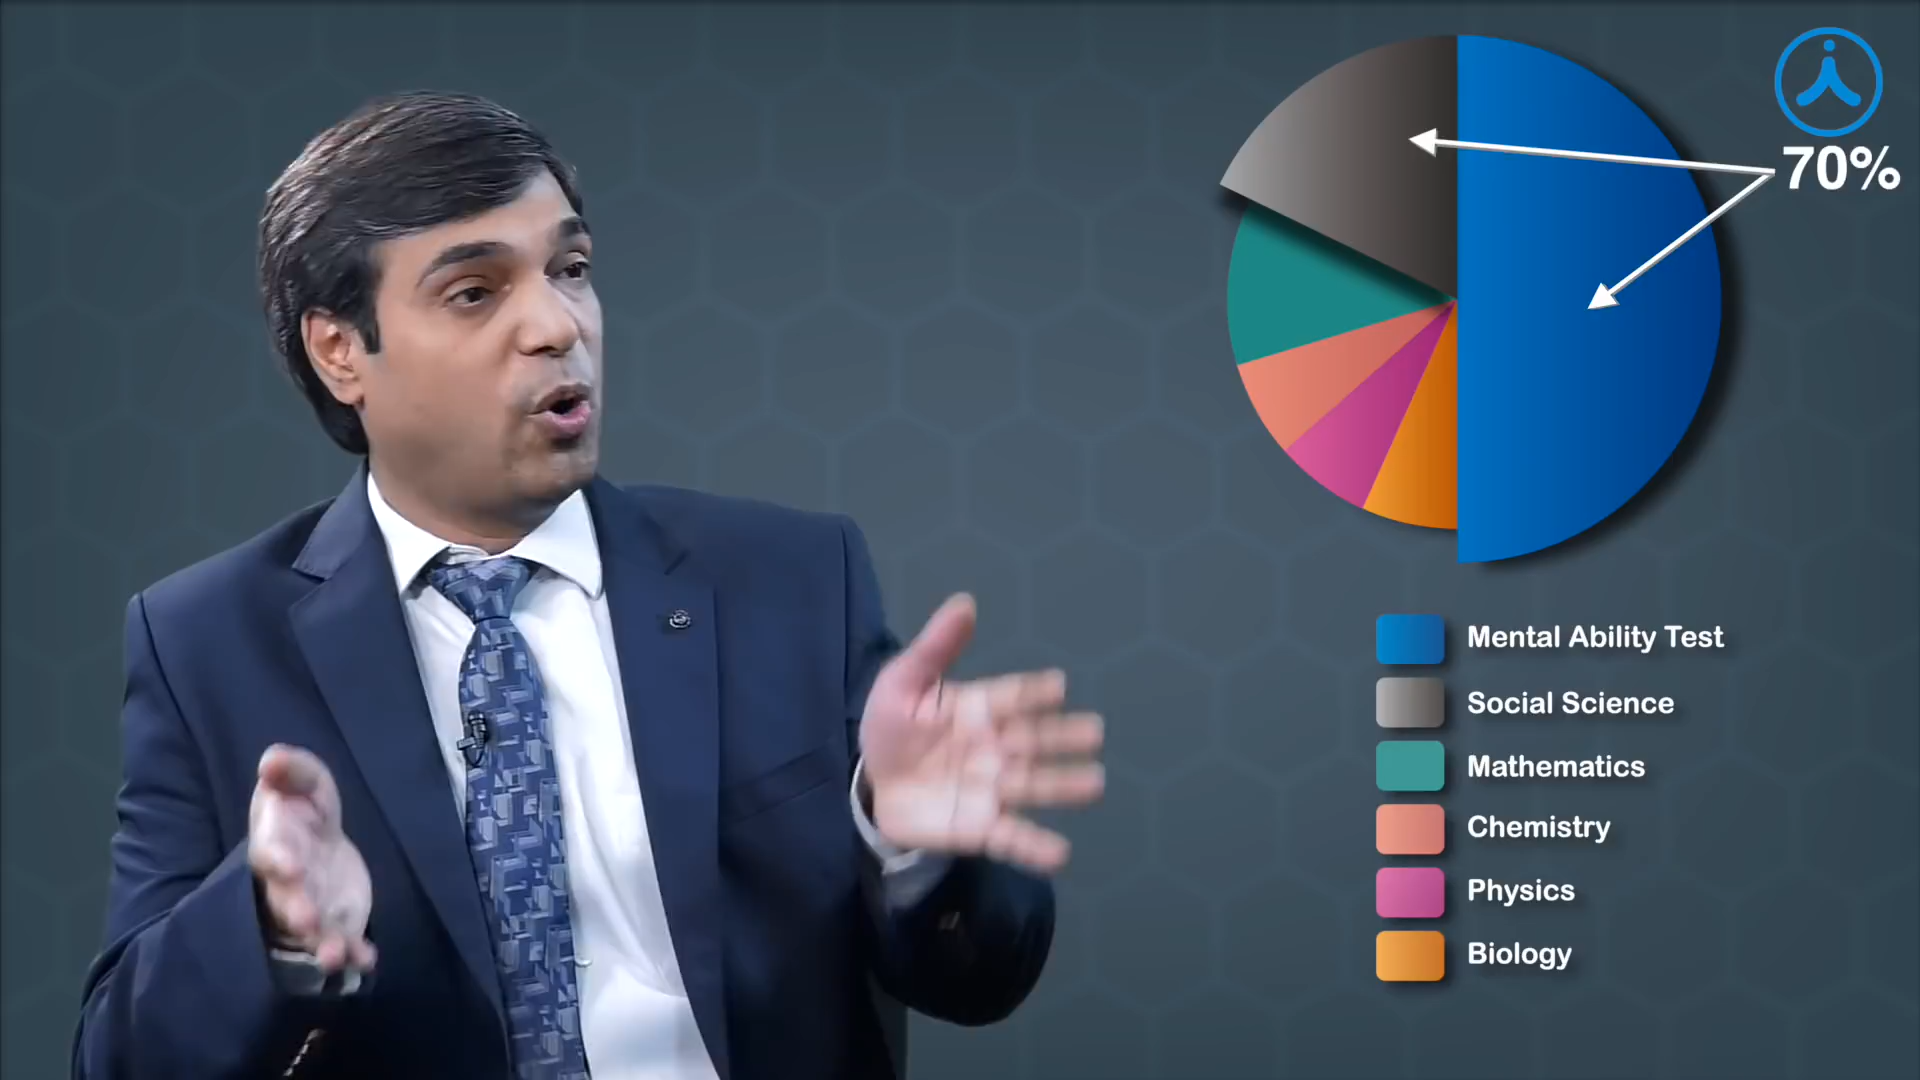 70%
Mental Ability Test
Social Science
Mathematics
Chemistry
Physics
Biology